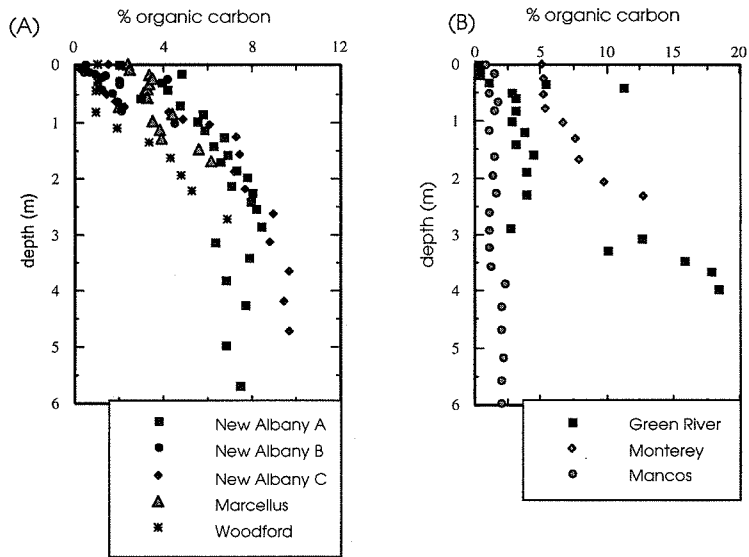 (A)
% organic carbon
0 4 8 12
0
1
2
3
4
5
6
depth (m)
New Albany A
New Albany B
New Albany C
Marcellus
Woodford
(B)
% organic carbon
0 5 10 15 20
0
1
2
3
4
5
6
depth (m)
Green River
Monterey
Mancos